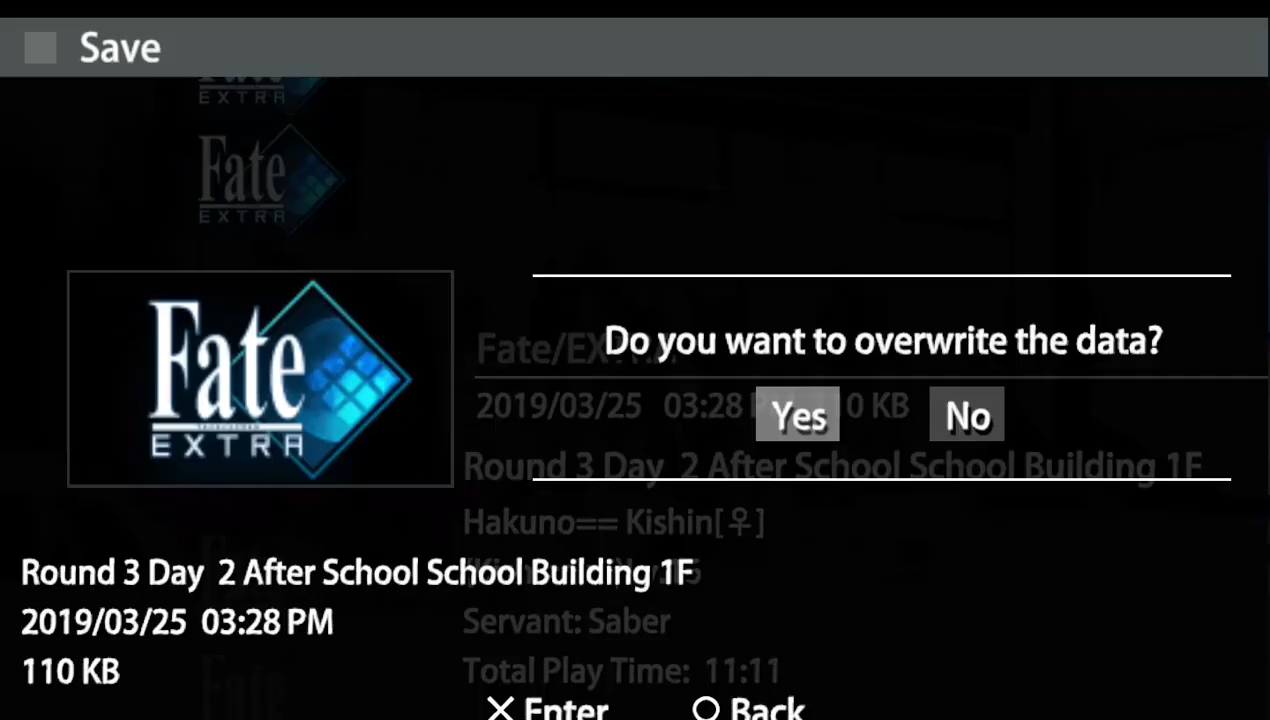 Save
EXTRA
Fate
EXTRA
Do you want to overwrite the data?
Fate/EX
Fate
EXTRA
Yes
No
2019/03/25 03:28 P 0 KB
Round 3 Day 2 After School School Building 1F
Hakuno== Kishin[♀]
Round 3 Day 2 After School School Building 1F
2019/03/25 03:28 PM
Servant: Saber
110 KB
Total Play Time: 11:11
Enter
Back